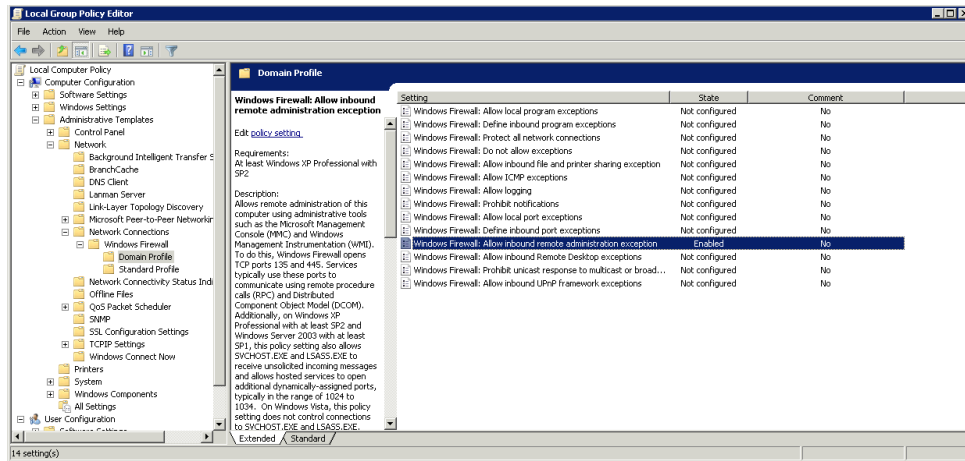 Local Group Policy Editor
File Action View Help
Local Computer Policy
Computer Configuration
Software Settings
Windows Settings
Administrative Templates
Control Panel
Network
Background Intelligent Transfer S
BranchCache
DNS Client
Lanman Server
Link-Layer Topology Discovery
Microsoft Peer-to-Peer Networkin
Network Connections
Windows Firewall
Domain Profile
Standard Profile
Network Connectivity Status Indi
Offline Files
QoS Packet Scheduler
SNMP
SSL Configuration Settings
TCPIP Settings
Windows Connect Now
Printers
System
Windows Components
All Settings
User Configuration
Software Settings
Domain Profile
Windows Firewall: Allow inbound
remote administration exception
Edit policy setting
Requirements:
At least Windows XP Professional with
SP2
Description:
Allows remote administration of this
computer using administrative tools
such as the Microsoft Management
Console (MMC) and Windows
Management Instrumentation (WMI).
To do this, Windows Firewall opens
TCP ports 135 and 445. Services
typically use these ports to
communicate using remote procedure
calls (RPC) and Distributed
Component Object Model (DCOM).
Additionally, on Windows XP
Professional with at least SP2 and
Windows Server 2003 with at least
SP1, this policy setting also allows
SVCHOST.EXE and LSASS.EXE to
receive unsolicited incoming messages
and allows hosted services to open
additional dynamically-assigned ports,
typically in the range of 1024 to
1034. On Windows Vista, this policy
setting does not control connections
to SVCHOST.EXE and LSASS.EXE.
Setting State Comment
Windows Firewall: Allow local program exceptions Not configured No
Windows Firewall: Define inbound program exceptions Not configured No
Windows Firewall: Protect all network connections Not configured No
Windows Firewall: Do not allow exceptions Not configured No
Windows Firewall: Allow inbound file and printer sharing exception Not configured No
Windows Firewall: Allow ICMP exceptions Not configured No
Windows Firewall: Allow logging Not configured No
Windows Firewall: Prohibit notifications Not configured No
Windows Firewall: Allow local port exceptions Not configured No
Windows Firewall: Define inbound port exceptions Not configured No
Windows Firewall: Allow inbound remote administration exception Enabled No
Windows Firewall: Allow inbound Remote Desktop exceptions Not configured No
Windows Firewall: Prohibit unicast response to multicast or broad... Not configured No
Windows Firewall: Allow inbound UPnP framework exceptions Not configured No
Extended Standard
14 setting(s)